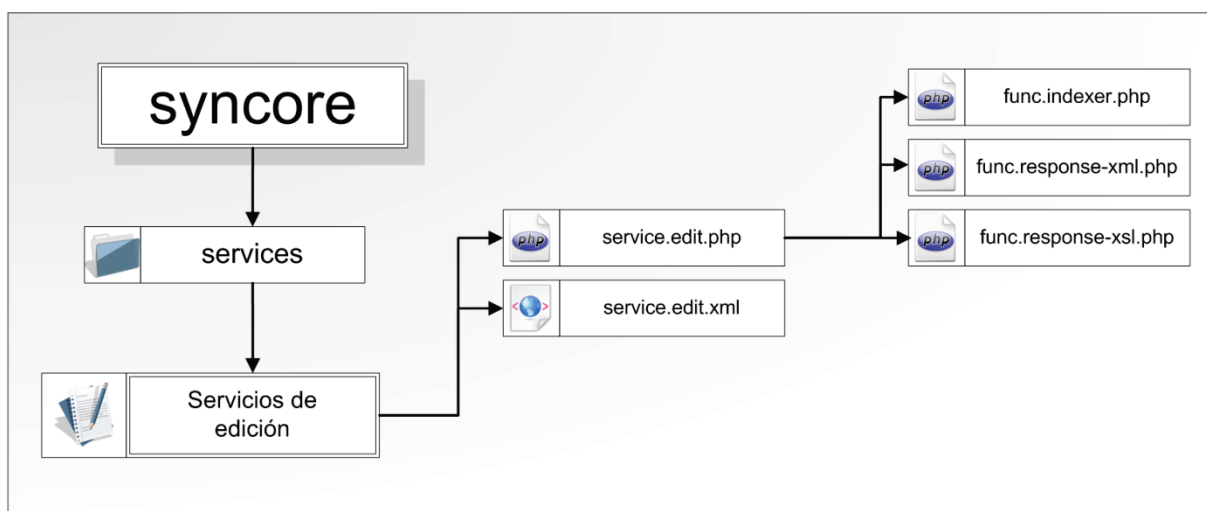 syncore
services
Servicios de
edición
php
service.edit.php
service.edit.xml
php
func.indexer.php
php
func.response-xml.php
php
func.response-xsl.php